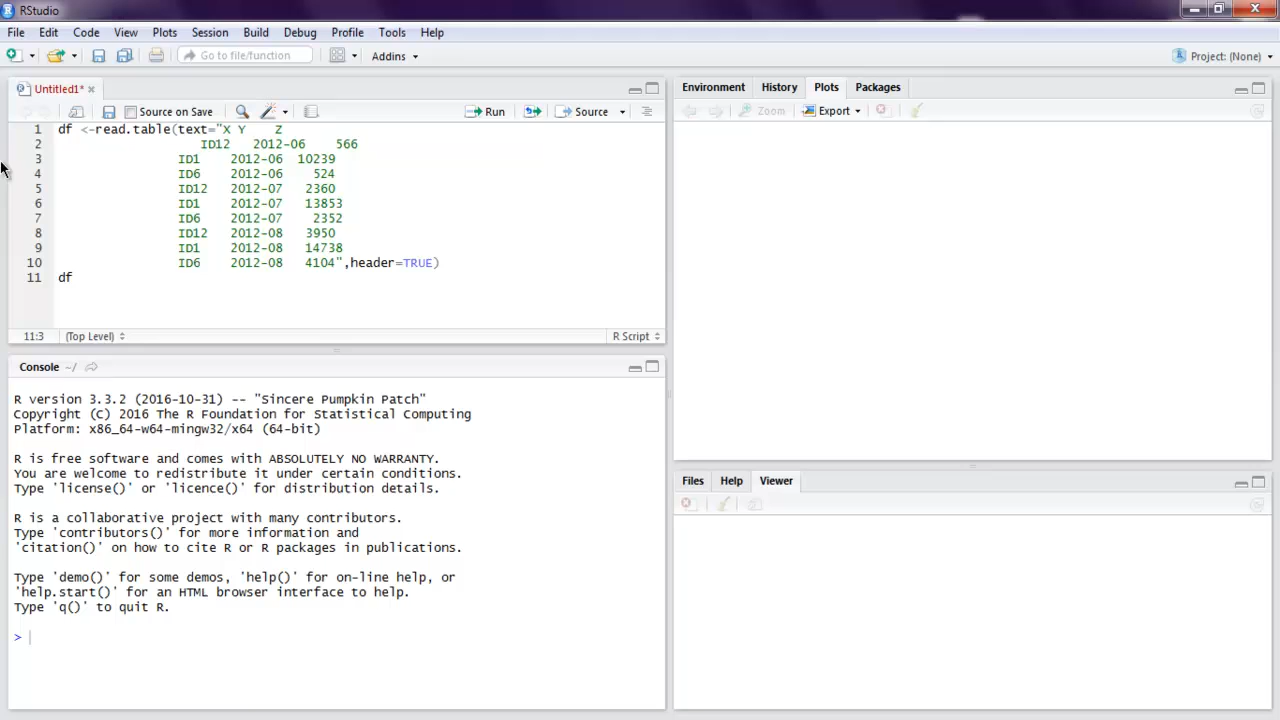 RStudio
File Edit Code View Plots Session Build Debug Profile Tools Help
Go to file/function Addins Project: (None)
Untitled1*
Source on Save Run Source
1 df <-read.table(text="X Y    Z
2                    ID12   2012-06    566
3                 ID1    2012-06  10239
4                 ID6    2012-06    524
5                 ID12   2012-07   2360
6                 ID1    2012-07   13853
7                 ID6    2012-07    2352
8                 ID12   2012-08   3950
9                 ID1    2012-08   14738
10                 ID6    2012-08   4104",header=TRUE)
11 df
11:3 (Top Level) R Script
Console ~/
R version 3.3.2 (2016-10-31) -- "Sincere Pumpkin Patch"
Copyright (C) 2016 The R Foundation for Statistical Computing
Platform: x86_64-w64-mingw32/x64 (64-bit)
R is free software and comes with ABSOLUTELY NO WARRANTY.
You are welcome to redistribute it under certain conditions.
Type 'license()' or 'licence()' for distribution details.
R is a collaborative project with many contributors.
Type 'contributors()' for more information and
'citation()' on how to cite R or R packages in publications.
Type 'demo()' for some demos, 'help()' for on-line help, or
'help.start()' for an HTML browser interface to help.
Type 'q()' to quit R.
>
Environment History Plots Packages
Zoom Export
Files Help Viewer